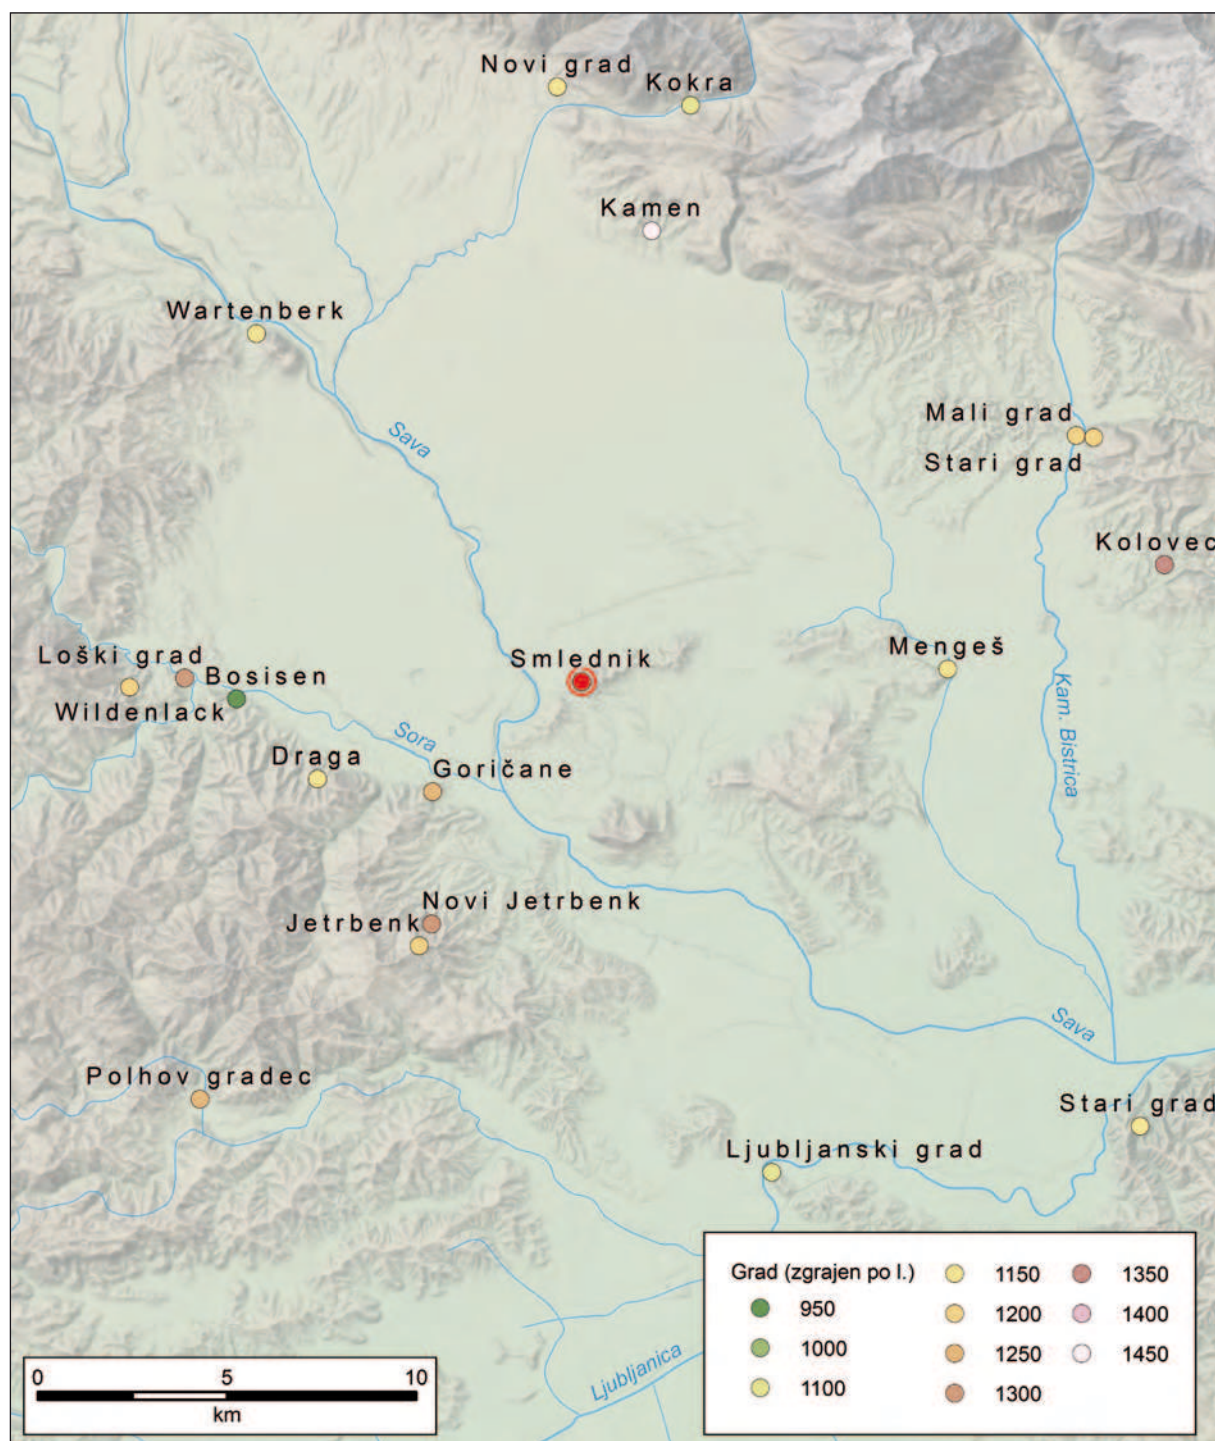 Novi grad
Kokra
Kamen
Wartenberk
Sava
Mali grad
Stari grad
Kolovec
Smlednik
Mengeš
Loški grad
Bosisen
Wildenlack
Sora
Kam. Bistrica
Draga
Goričane
Novi Jetrbenk
Jetrbenk
Sava
Polhov gradec
Stari grad
Ljubljanski grad
Ljubljanica
Grad (zgrajen po l.)
950
1000
1100
1150
1200
1250
1300
1350
1400
1450
0 5 10
km